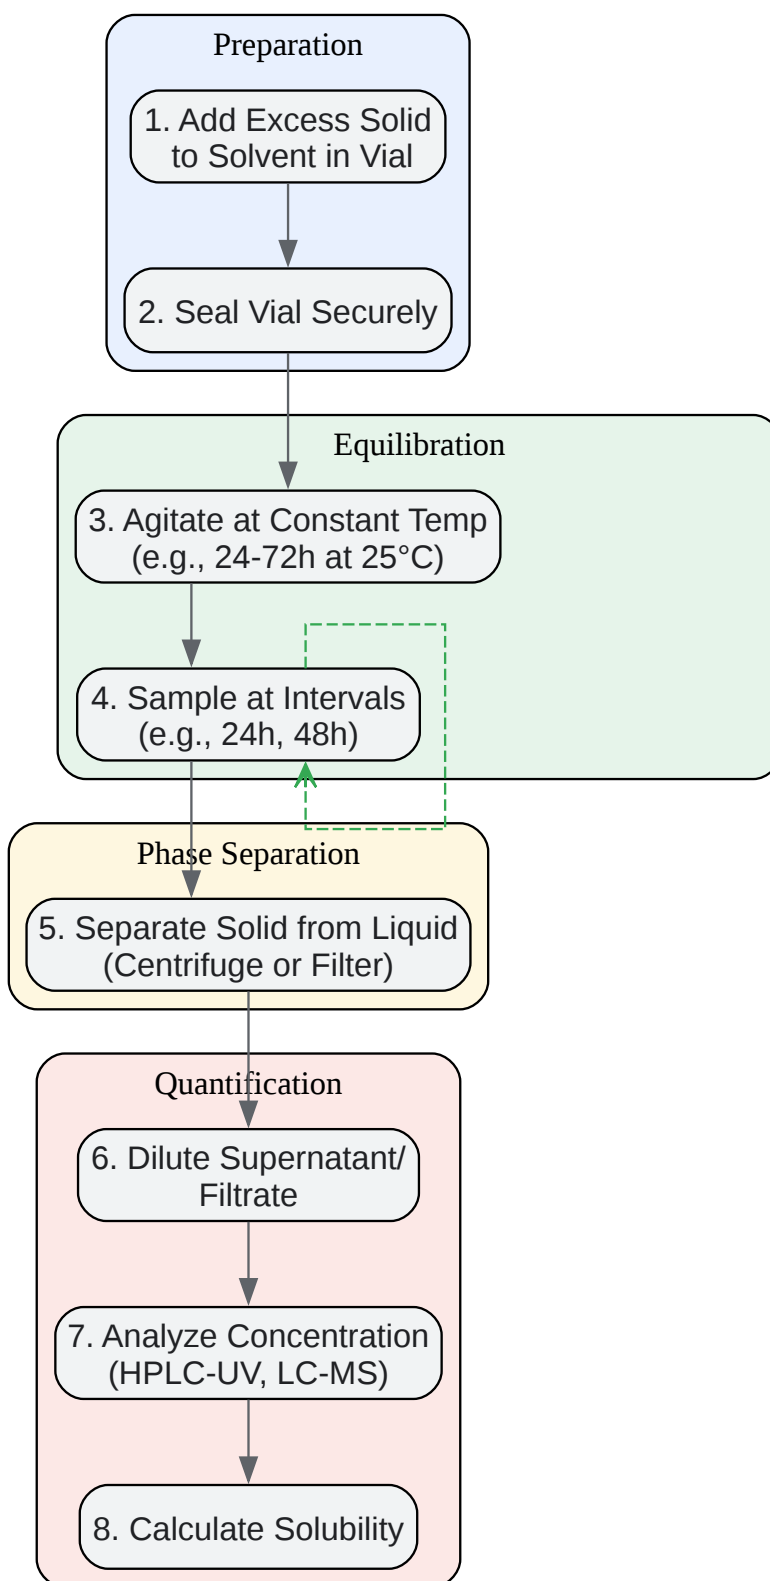 Preparation
1. Add Excess Solid
to Solvent in Vial
2. Seal Vial Securely
Equilibration
3. Agitate at Constant Temp
(e.g., 24-72h at 25°C)
4. Sample at Intervals
(e.g., 24h, 48h)
Phase Separation
5. Separate Solid from Liquid
(Centrifuge or Filter)
Quantification
6. Dilute Supernatant/
Filtrate
7. Analyze Concentration
(HPLC-UV, LC-MS)
8. Calculate Solubility